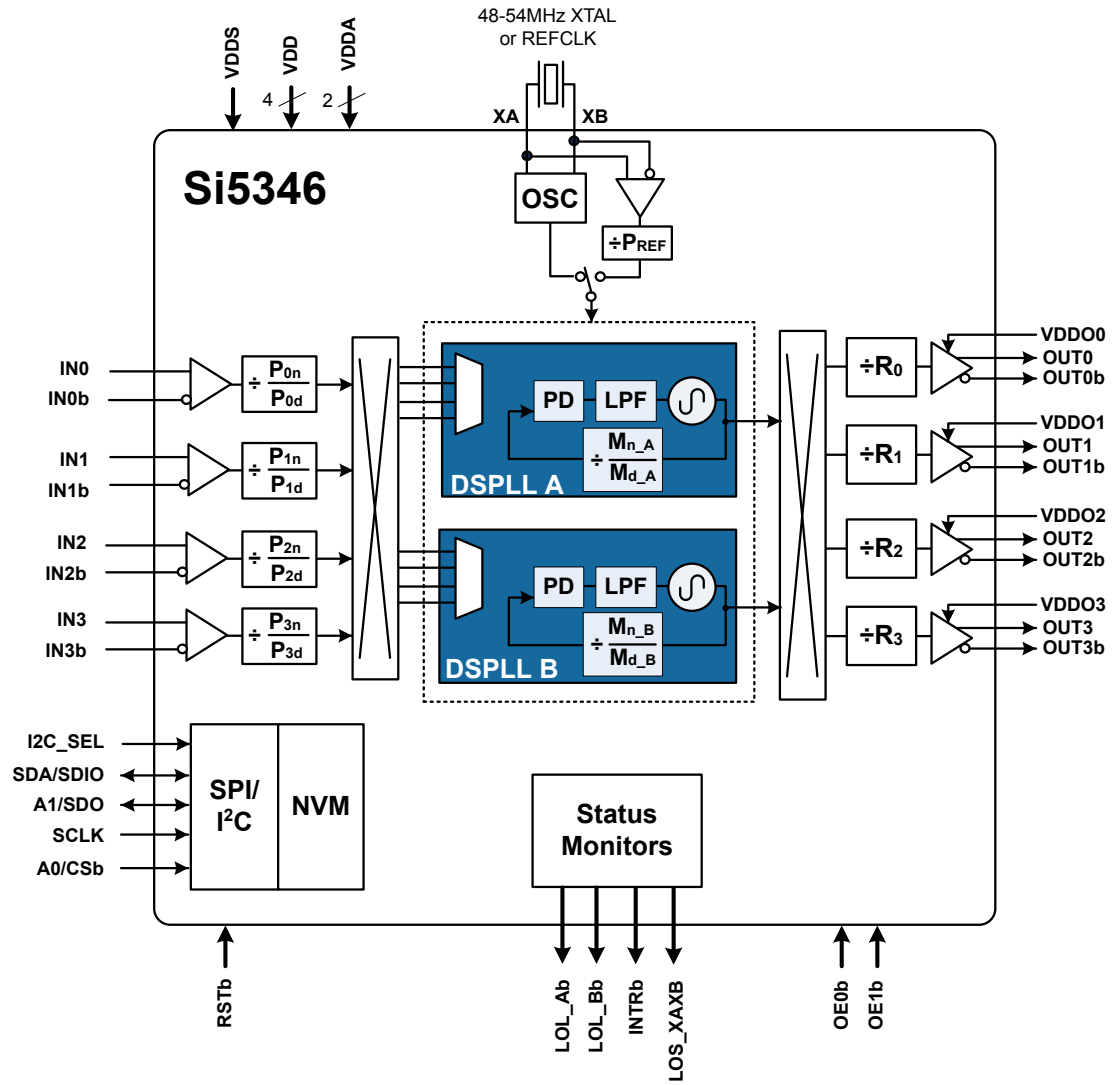 48-54MHz XTAL
or REFCLK
VDDS
VDD
VDDA
4
2
XA
XB
Si5346
OSC
÷PREF
IN0
IN0b
÷ P0n
P0d
IN1
IN1b
÷ P1n
P1d
IN2
IN2b
÷ P2n
P2d
IN3
IN3b
÷ P3n
P3d
PD
LPF
÷ Mn_A
Md_A
DSPLL A
PD
LPF
÷ Mn_B
Md_B
DSPLL B
÷R0
VDDO0
OUT0
OUT0b
÷R1
VDDO1
OUT1
OUT1b
÷R2
VDDO2
OUT2
OUT2b
÷R3
VDDO3
OUT3
OUT3b
I2C_SEL
SDA/SDIO
A1/SDO
SCLK
A0/CSb
SPI/
I²C
NVM
Status
Monitors
RSTb
LOL_Ab
LOL_Bb
INTRb
LOS_XAXB
OE0b
OE1b